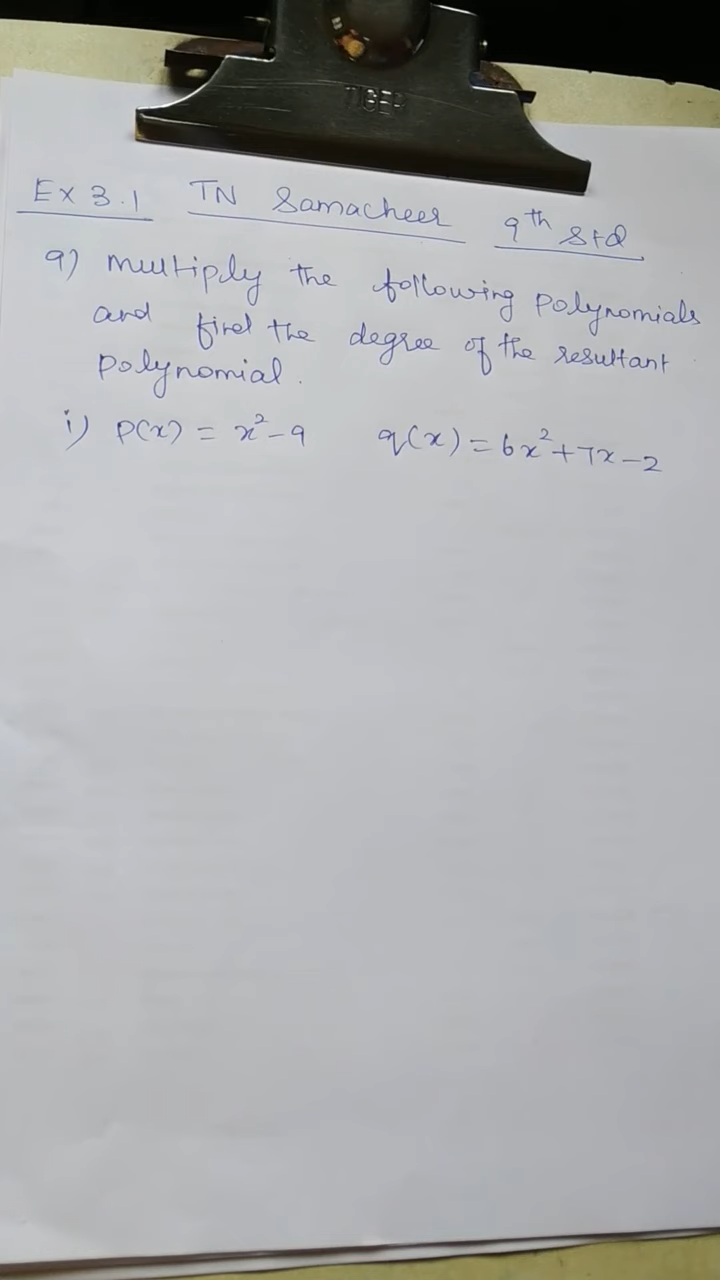 TIGER
Ex 3.1 TN Samacheer 9th Std
9) Multiply the following polynomials
and find the degree of the resultant
polynomial.
i) P(x) = x² - 9 q(x) = 6x² + 7x - 2